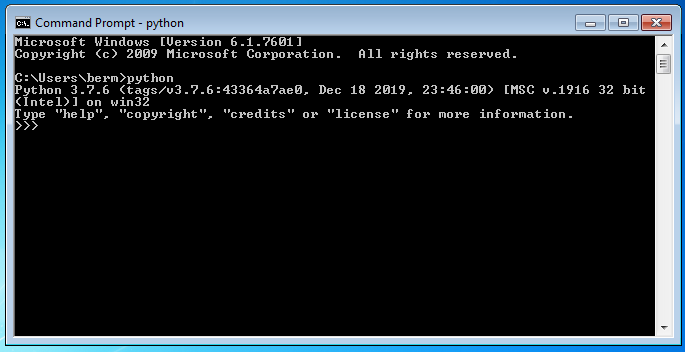 Command Prompt - python
Microsoft Windows [Version 6.1.7601]
Copyright (c) 2009 Microsoft Corporation.  All rights reserved.
C:\Users\berm>python
Python 3.7.6 (tags/v3.7.6:43364a7ae0, Dec 18 2019, 23:46:00) [MSC v.1916 32 bit
(Intel)] on win32
Type "help", "copyright", "credits" or "license" for more information.
>>>